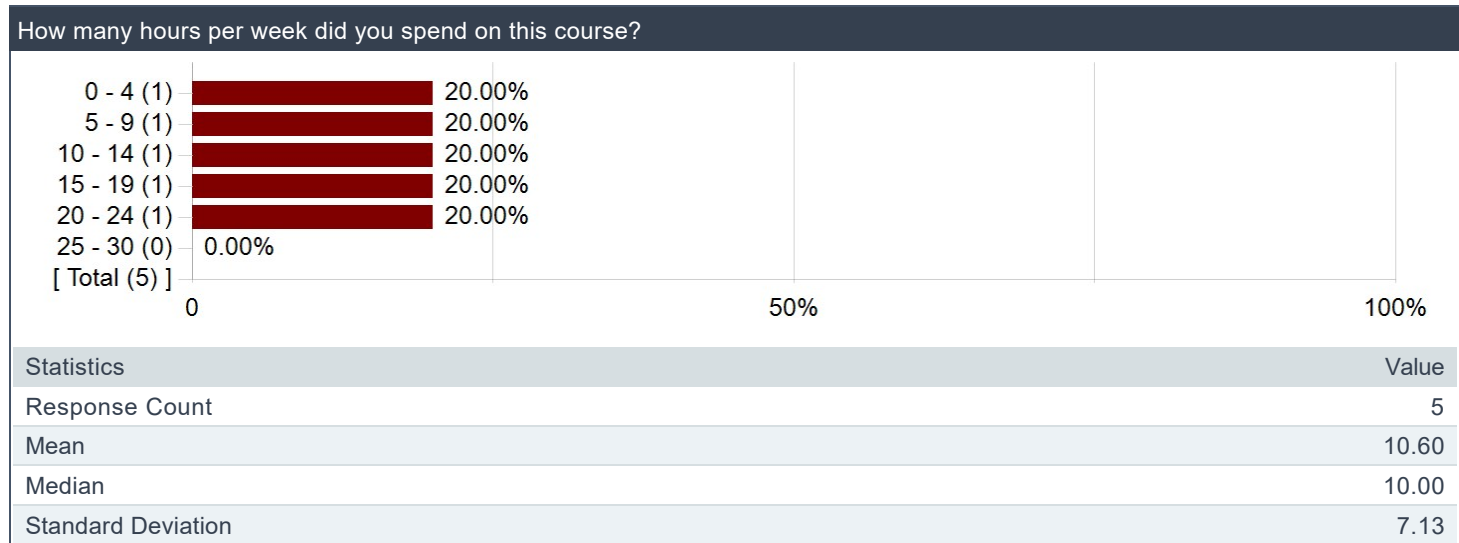 How many hours per week did you spend on this course?
0 - 4 (1) 20.00%
5 - 9 (1) 20.00%
10 - 14 (1) 20.00%
15 - 19 (1) 20.00%
20 - 24 (1) 20.00%
25 - 30 (0) 0.00%
[ Total (5) ]
0 50% 100%
Statistics Value
Response Count 5
Mean 10.60
Median 10.00
Standard Deviation 7.13